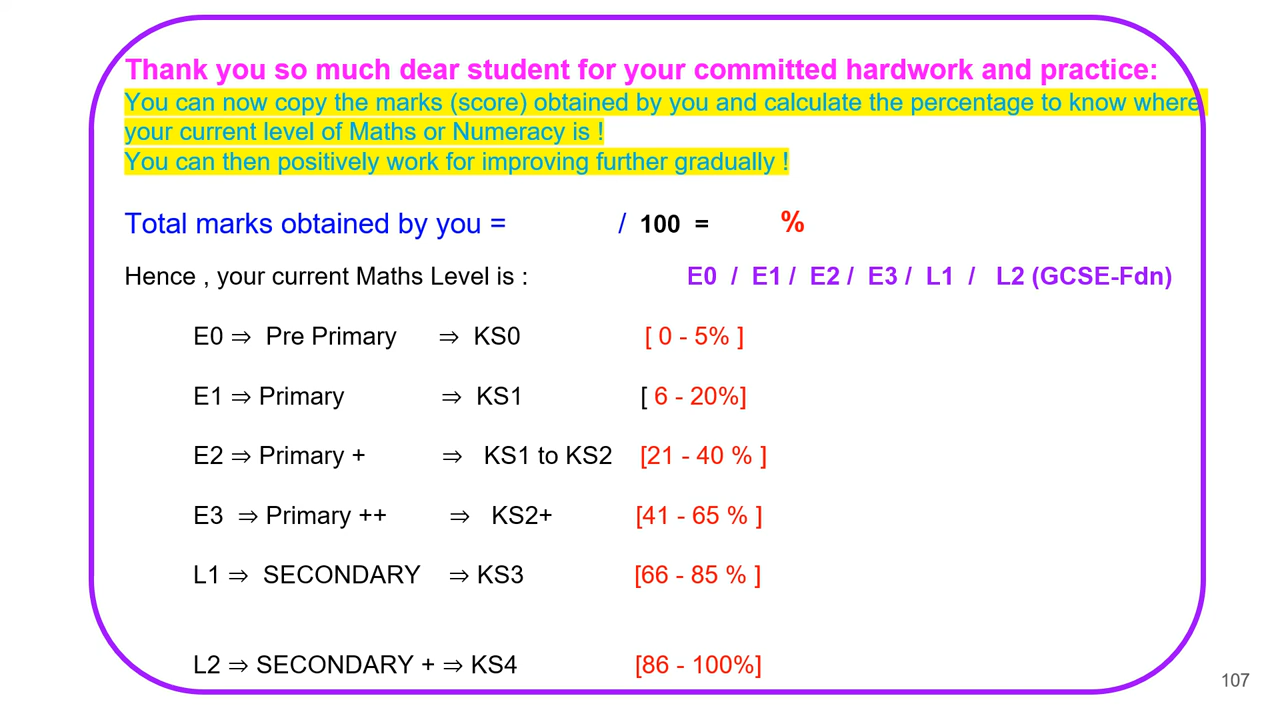 Thank you so much dear student for your committed hardwork and practice:
You can now copy the marks (score) obtained by you and calculate the percentage to know where
your current level of Maths or Numeracy is !
You can then positively work for improving further gradually !
Total marks obtained by you = / 100 = %
Hence , your current Maths Level is : E0 / E1 / E2 / E3 / L1 / L2 (GCSE-Fdn)
E0 ⇒ Pre Primary ⇒ KS0 [ 0 - 5% ]
E1 ⇒ Primary ⇒ KS1 [ 6 - 20%]
E2 ⇒ Primary + ⇒ KS1 to KS2 [21 - 40 % ]
E3 ⇒ Primary ++ ⇒ KS2+ [41 - 65 % ]
L1 ⇒ SECONDARY ⇒ KS3 [66 - 85 % ]
L2 ⇒ SECONDARY + ⇒ KS4 [86 - 100%]
107